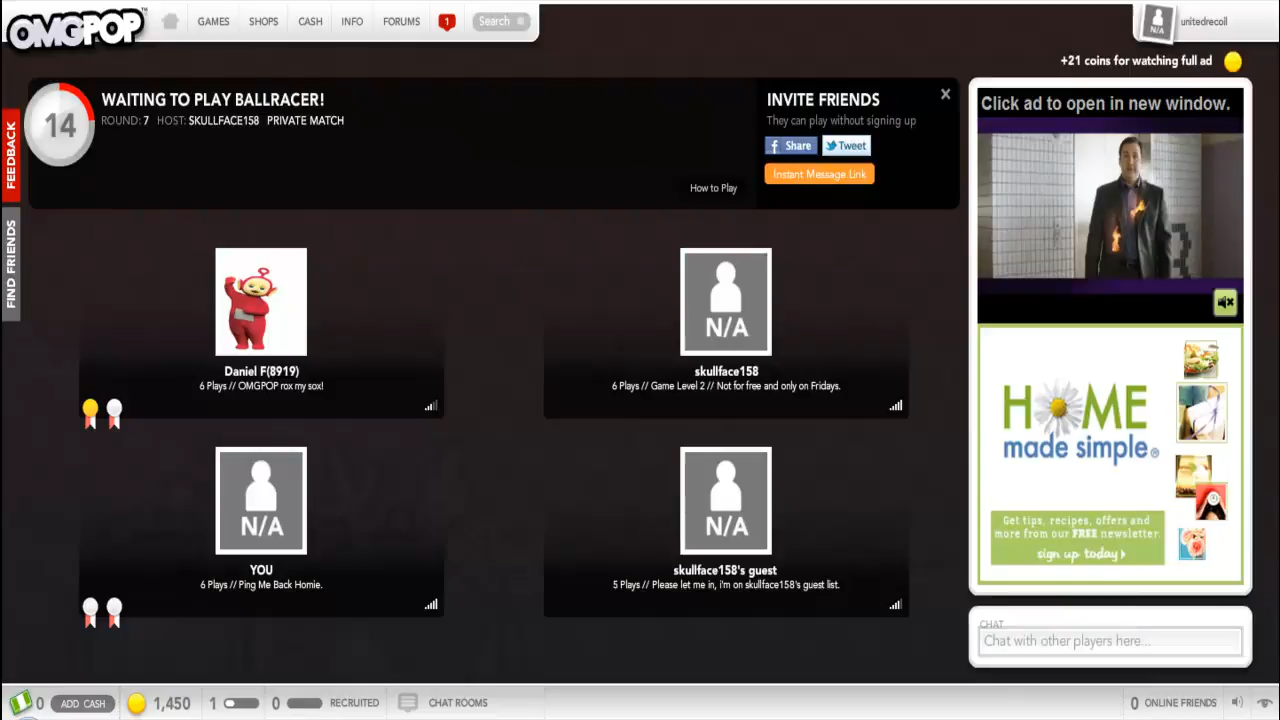 OMGPOP™
GAMES
SHOPS
CASH
INFO
FORUMS
1
Search
N/A
unitedrecoil
+21 coins for watching full ad
FEEDBACK
FIND FRIENDS
14
WAITING TO PLAY BALLRACER!
ROUND: 7 HOST: SKULLFACE158 PRIVATE MATCH
How to Play
INVITE FRIENDS
They can play without signing up
Share
Tweet
Instant Message Link
Click ad to open in new window.
Daniel F(8919)
6 Plays // OMGPOP rox my sox!
N/A
skullface158
6 Plays // Game Level 2 // Not for free and only on Fridays.
N/A
YOU
6 Plays // Ping Me Back Homie.
N/A
skullface158's guest
5 Plays // Please let me in, i'm on skullface158's guest list.
HOME
made simple®
Get tips, recipes, offers and
more from our FREE newsletter.
sign up today
CHAT
Chat with other players here...
0
ADD CASH
1,450
1
0
RECRUITED
CHAT ROOMS
0 ONLINE FRIENDS